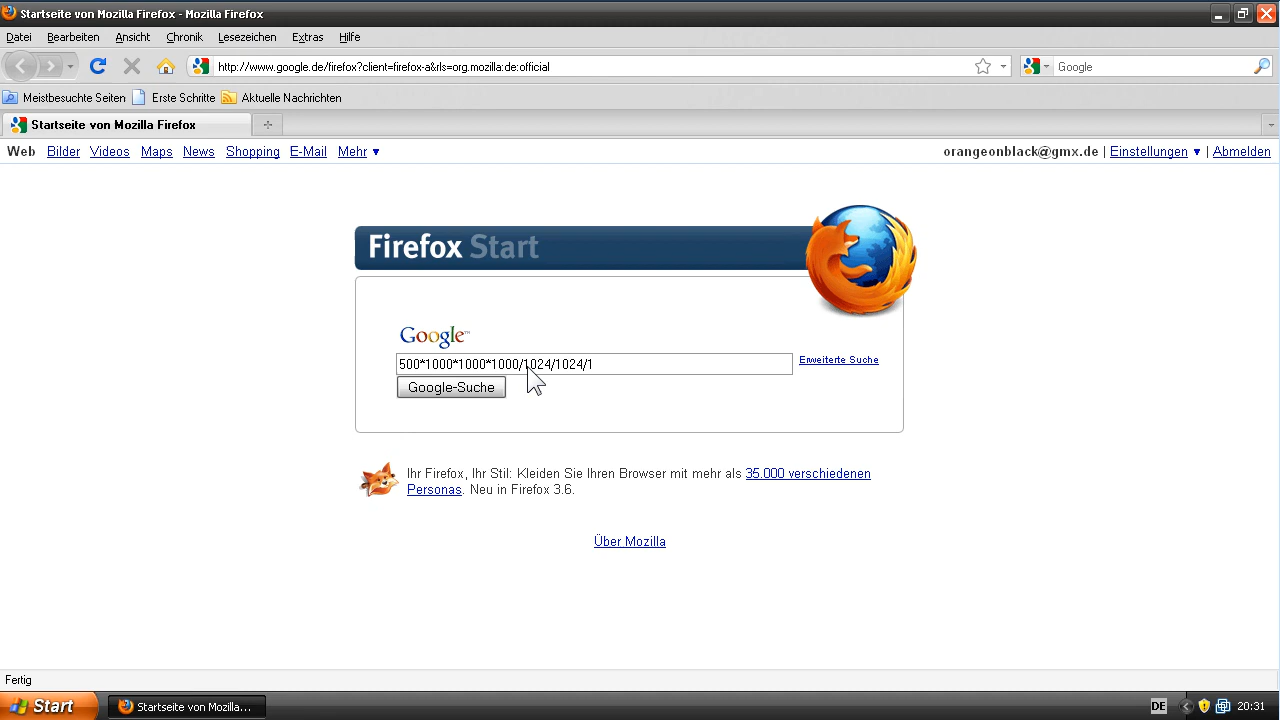 Startseite von Mozilla Firefox - Mozilla Firefox
Datei Bearbeiten Ansicht Chronik Lesezeichen Extras Hilfe
http://www.google.de/firefox?client=firefox-a&rls=org.mozilla:de:official Google
Meistbesuchte Seiten Erste Schritte Aktuelle Nachrichten
Startseite von Mozilla Firefox
Web Bilder Videos Maps News Shopping E-Mail Mehr ▼ orangeonblack@gmx.de | Einstellungen ▼ | Abmelden
Firefox Start
Google™
500*1000*1000*1000/1024/1024/1 Erweiterte Suche
Google-Suche
Ihr Firefox, Ihr Stil: Kleiden Sie Ihren Browser mit mehr als 35.000 verschiedenen
Personas. Neu in Firefox 3.6.
Über Mozilla
Fertig
Start Startseite von Mozilla... DE 20:31